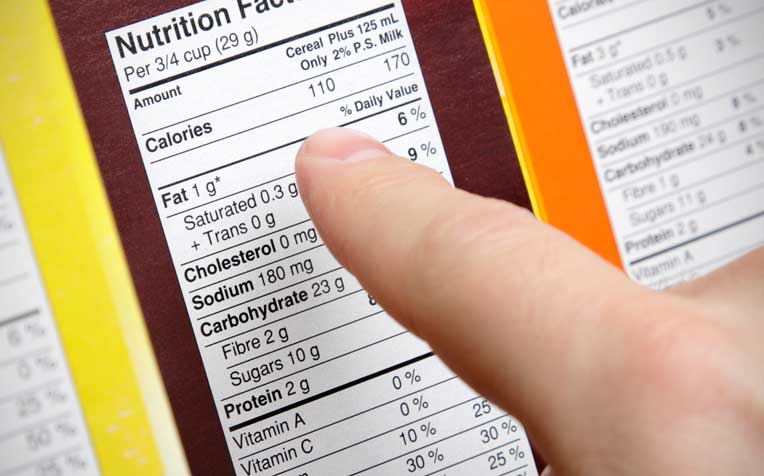 Nutrition Fac
Per 3/4 cup (29 g)
Cereal Plus 125 mL
Only 2% P.S. Milk
Amount
Calories 110 170
% Daily Value
Fat 1 g* 6 %
Saturated 0.3 g 9 %
+ Trans 0 g
Cholesterol 0 mg
Sodium 180 mg
Carbohydrate 23 g
Fibre 2 g
Sugars 10 g
Protein 2 g
Vitamin A 0%
Vitamin C 0% 25
10% 30%
30% 25%
Calories
Fat 3 g*
Saturated 0.5 g
+ Trans 0 g
Cholesterol 0 mg
Sodium 190 mg
Carbohydrate 24 g
Fibre 1 g
Sugars 11 g
Protein 2 g
Vitamin A
6 %
0 %
25 %
50 %
25 %